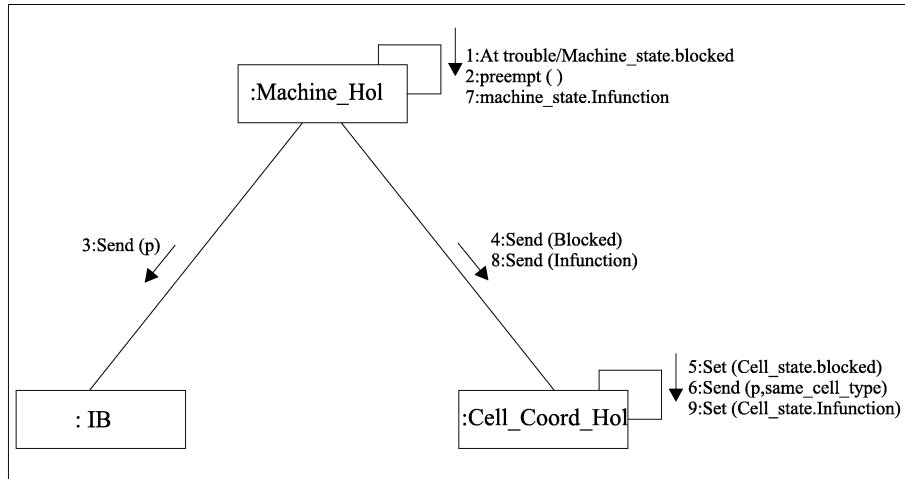 1:At trouble/Machine_state.blocked
2:preempt ( )
7:machine_state.Infunction
:Machine_Hol
3:Send (p)
4:Send (Blocked)
8:Send (Infunction)
5:Set (Cell_state.blocked)
6:Send (p,same_cell_type)
9:Set (Cell_state.Infunction)
: IB
:Cell_Coord_Hol